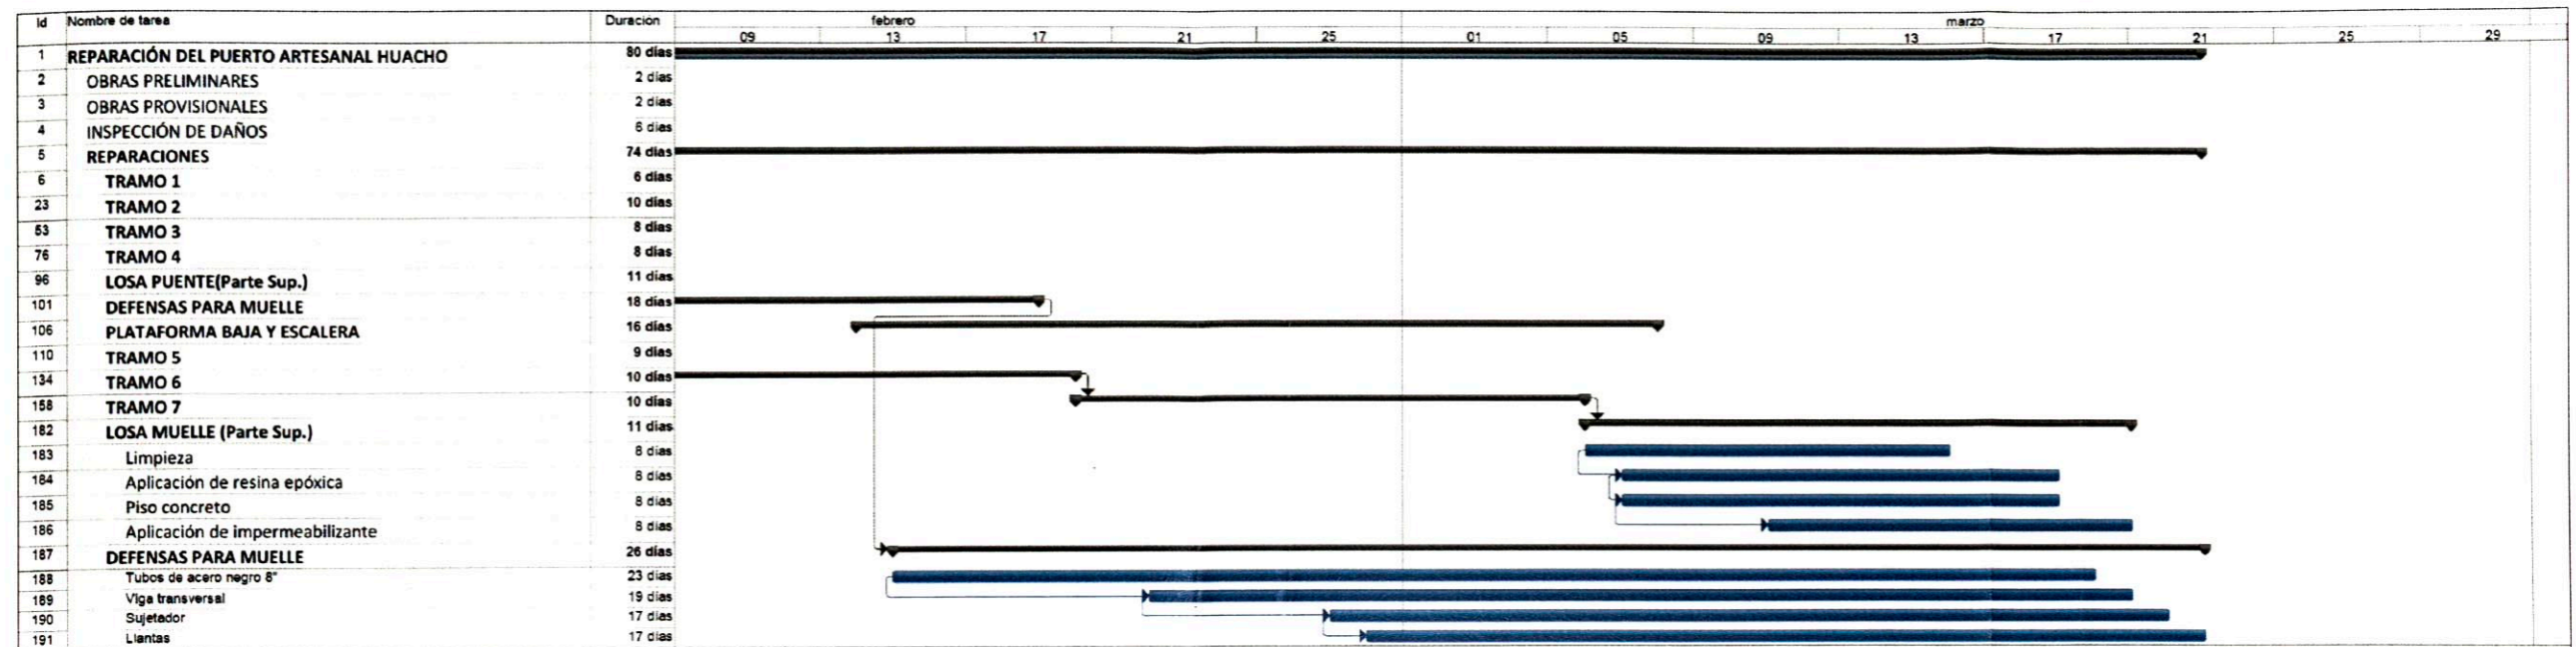 Id Nombre de tarea Duración febrero marzo
09 13 17 21 25 01 05 09 13 17 21 25 29
1 REPARACIÓN DEL PUERTO ARTESANAL HUACHO 80 días
2 OBRAS PRELIMINARES 2 días
3 OBRAS PROVISIONALES 2 días
4 INSPECCIÓN DE DAÑOS 6 días
5 REPARACIONES 74 días
6 TRAMO 1 6 días
23 TRAMO 2 10 días
53 TRAMO 3 8 días
76 TRAMO 4 8 días
96 LOSA PUENTE(Parte Sup.) 11 días
101 DEFENSAS PARA MUELLE 18 días
106 PLATAFORMA BAJA Y ESCALERA 16 días
110 TRAMO 5 9 días
134 TRAMO 6 10 días
158 TRAMO 7 10 días
182 LOSA MUELLE (Parte Sup.) 11 días
183 Limpieza 8 días
184 Aplicación de resina epóxica 8 días
185 Piso concreto 8 días
186 Aplicación de impermeabilizante 8 días
187 DEFENSAS PARA MUELLE 26 días
188 Tubos de acero negro 8" 23 días
189 Viga transversal 19 días
190 Sujetador 17 días
191 Llantas 17 días